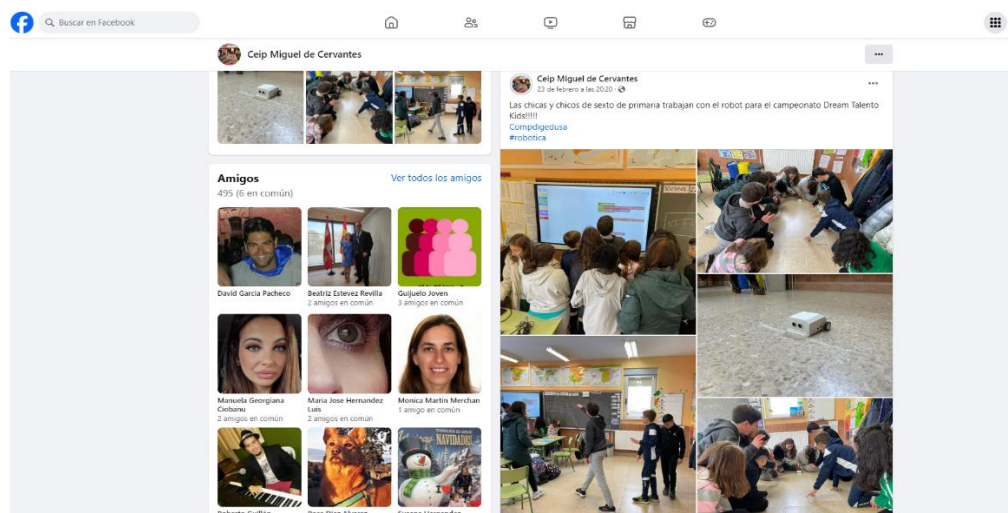 Buscar en Facebook
Ceip Miguel de Cervantes
Ceip Miguel de Cervantes
23 de febrero a las 20:20
Las chicas y chicos de sexto de primaria trabajan con el robot para el campeonato Dream Talento
Kids!!!!!
Compdigedusa
#robotica
Amigos
Ver todos los amigos
495 (6 en común)
David Garcia Pacheco
Beatriz Estevez Revilla
2 amigos en común
Guijuelo Joven
3 amigos en común
Manuela Georgiana
Ciobanu
2 amigos en común
Maria Jose Hernandez
Luis
2 amigos en común
Monica Martin Merchan
1 amigo en común
NAVIDADES